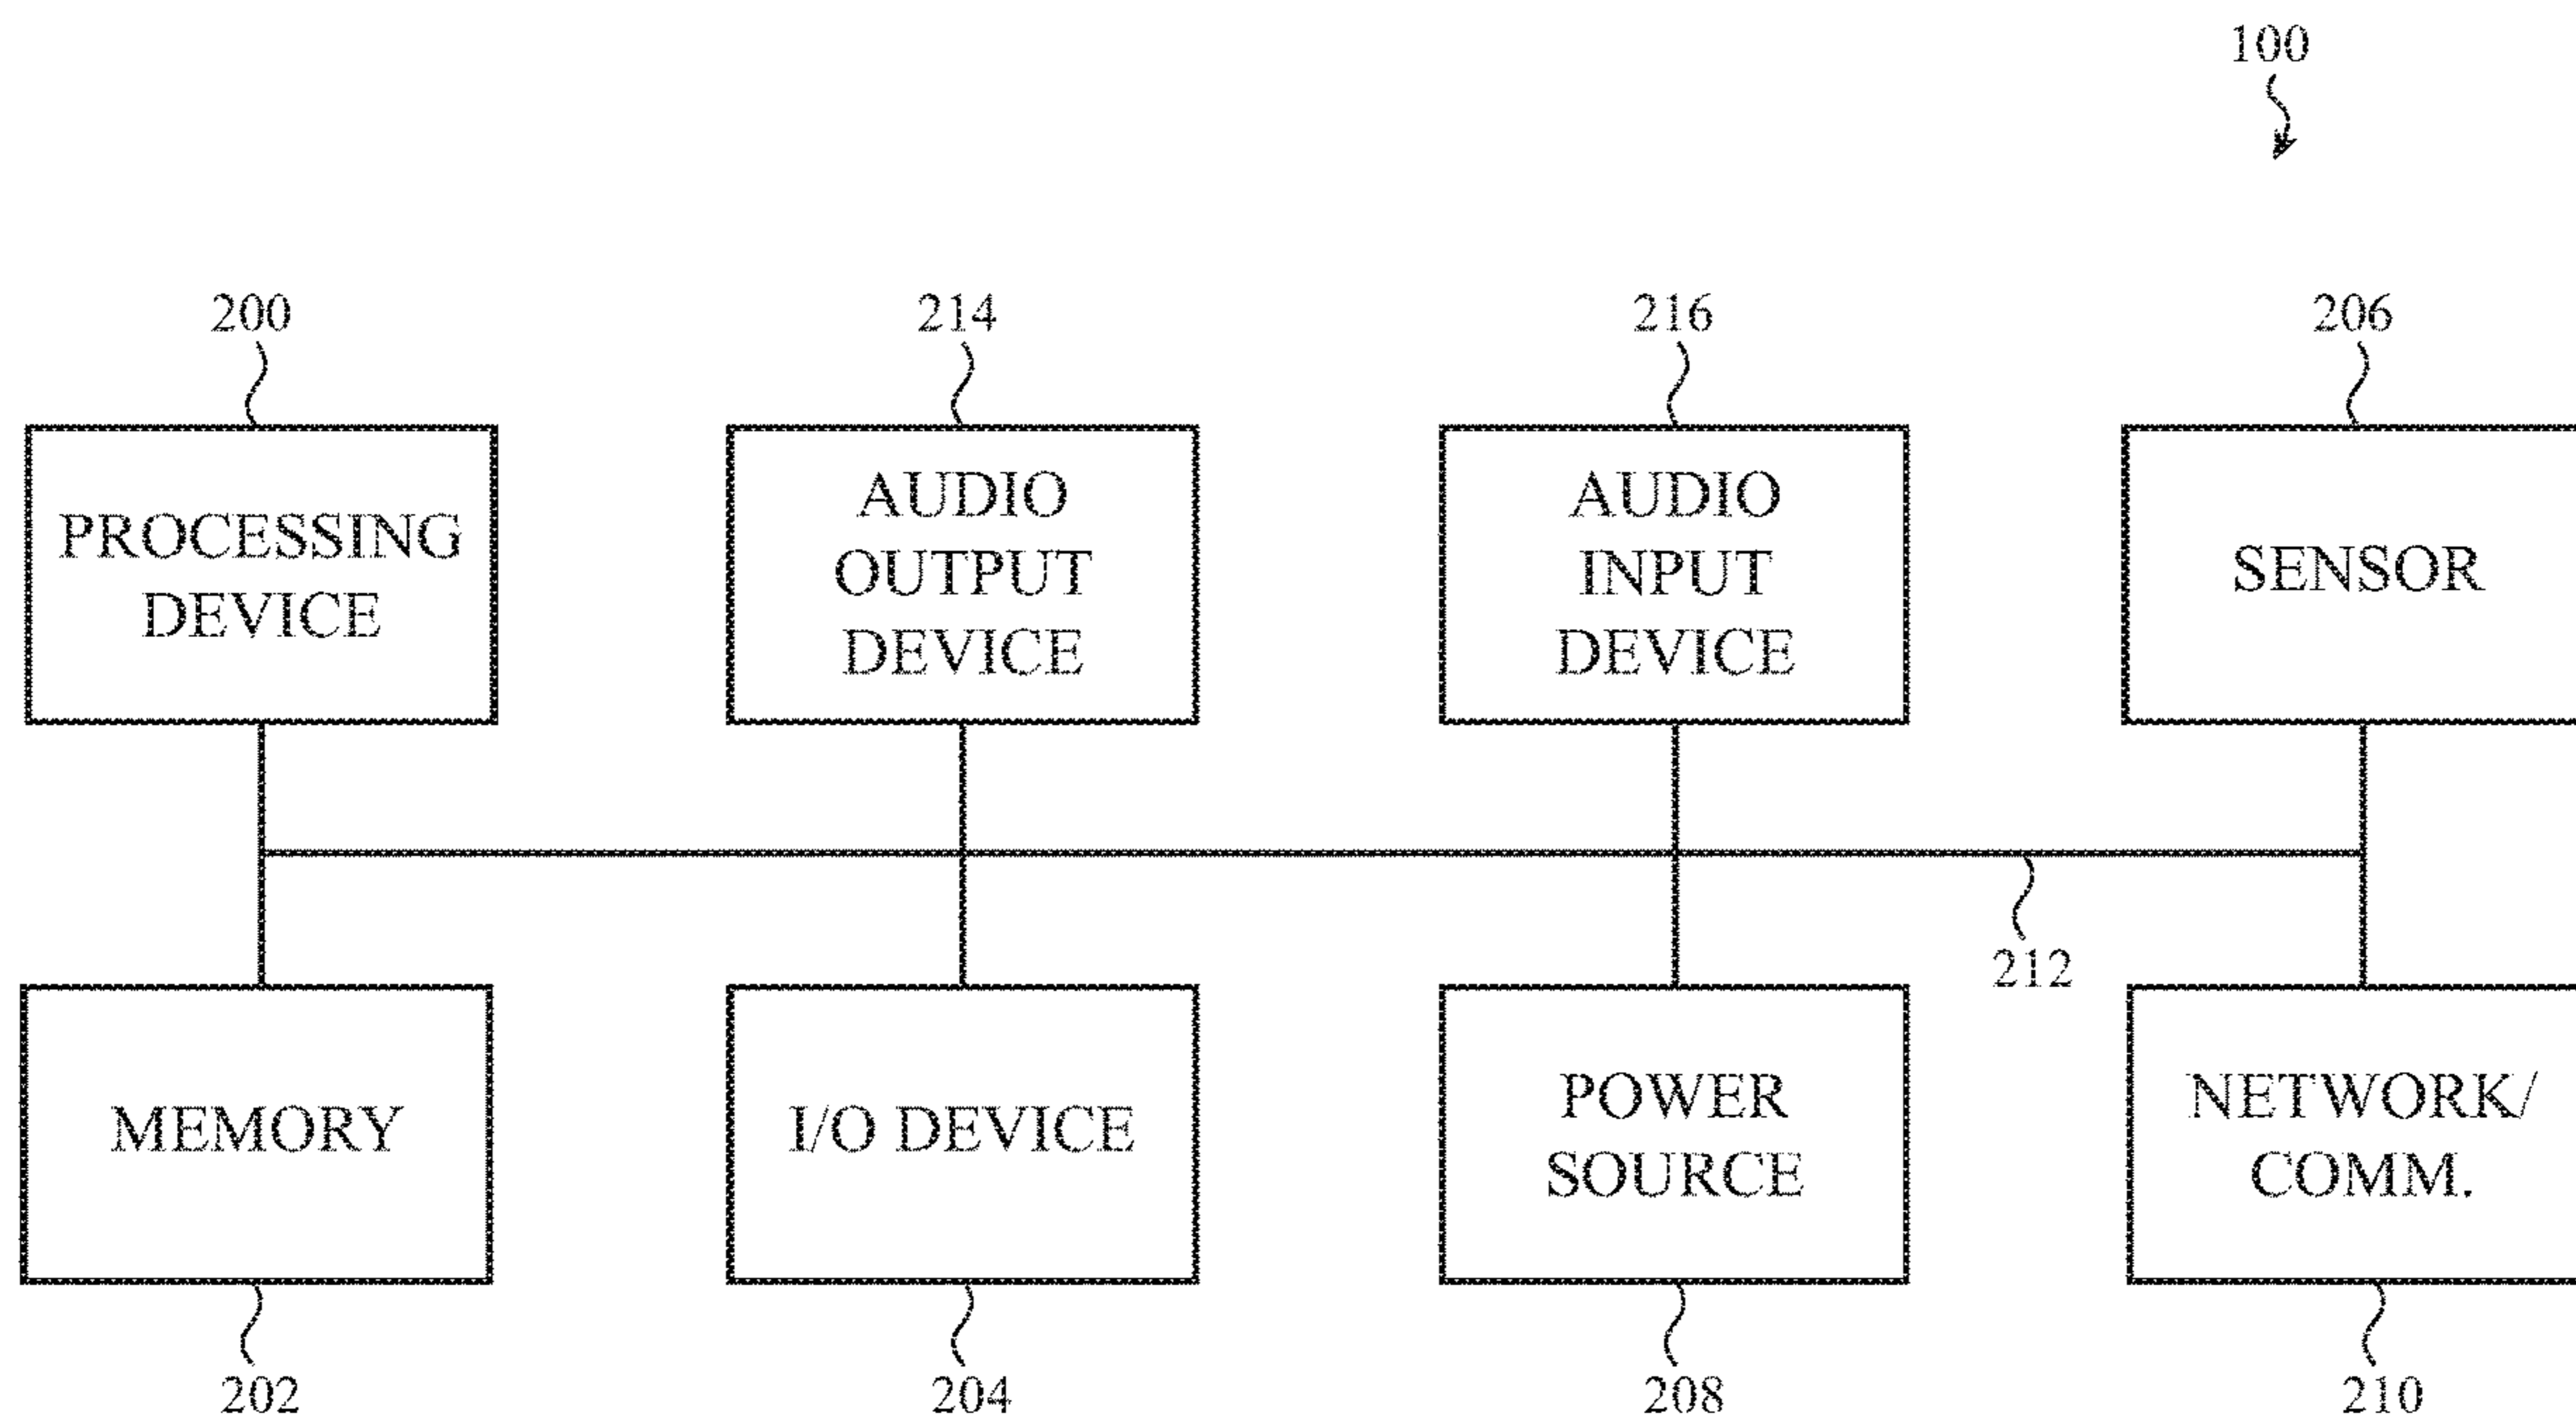 100
200
214
216
206
PROCESSING
DEVICE
AUDIO
OUTPUT
DEVICE
AUDIO
INPUT
DEVICE
SENSOR
212
MEMORY
I/O DEVICE
POWER
SOURCE
NETWORK/
COMM.
202
204
208
210